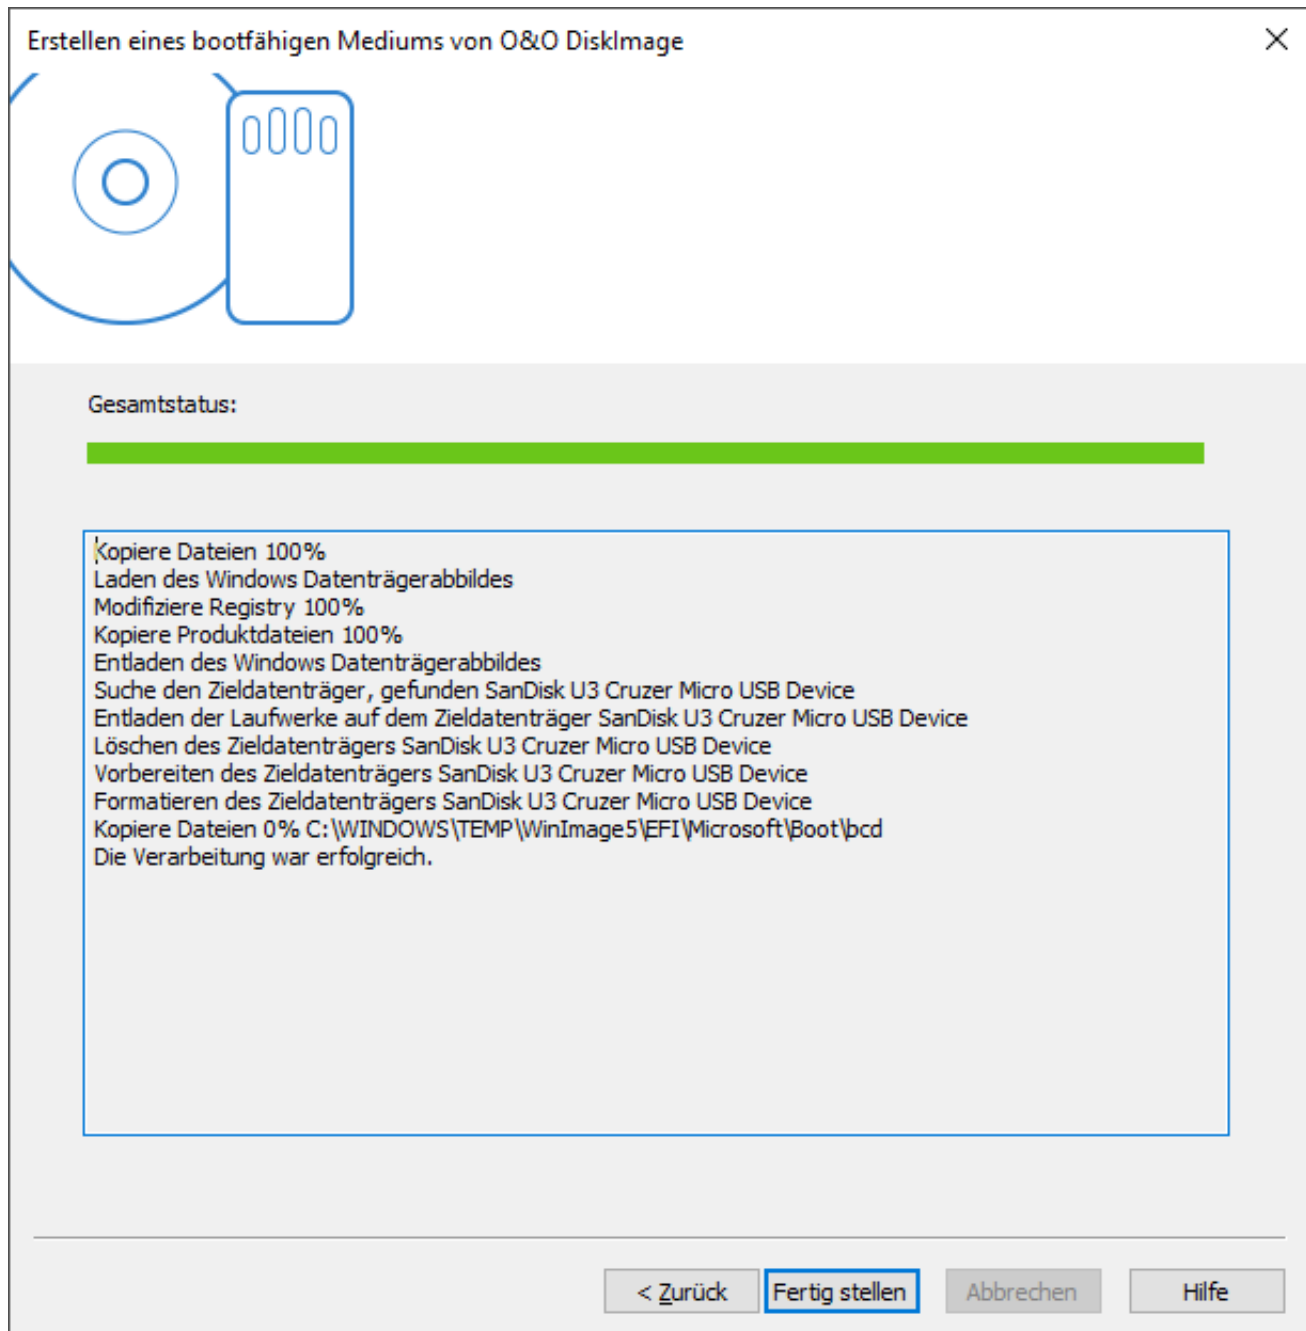 Erstellen eines bootfähigen Mediums von O&O DiskImage
Gesamtstatus:
Kopiere Dateien 100%
Laden des Windows Datenträgerabbildes
Modifiziere Registry 100%
Kopiere Produktdateien 100%
Entladen des Windows Datenträgerabbildes
Suche den Zieldatenträger, gefunden SanDisk U3 Cruzer Micro USB Device
Entladen der Laufwerke auf dem Zieldatenträger SanDisk U3 Cruzer Micro USB Device
Löschen des Zieldatenträgers SanDisk U3 Cruzer Micro USB Device
Vorbereiten des Zieldatenträgers SanDisk U3 Cruzer Micro USB Device
Formatieren des Zieldatenträgers SanDisk U3 Cruzer Micro USB Device
Kopiere Dateien 0% C:\WINDOWS\TEMP\WinImage5\EFI\Microsoft\Boot\bcd
Die Verarbeitung war erfolgreich.
< Zurück Fertig stellen Abbrechen Hilfe